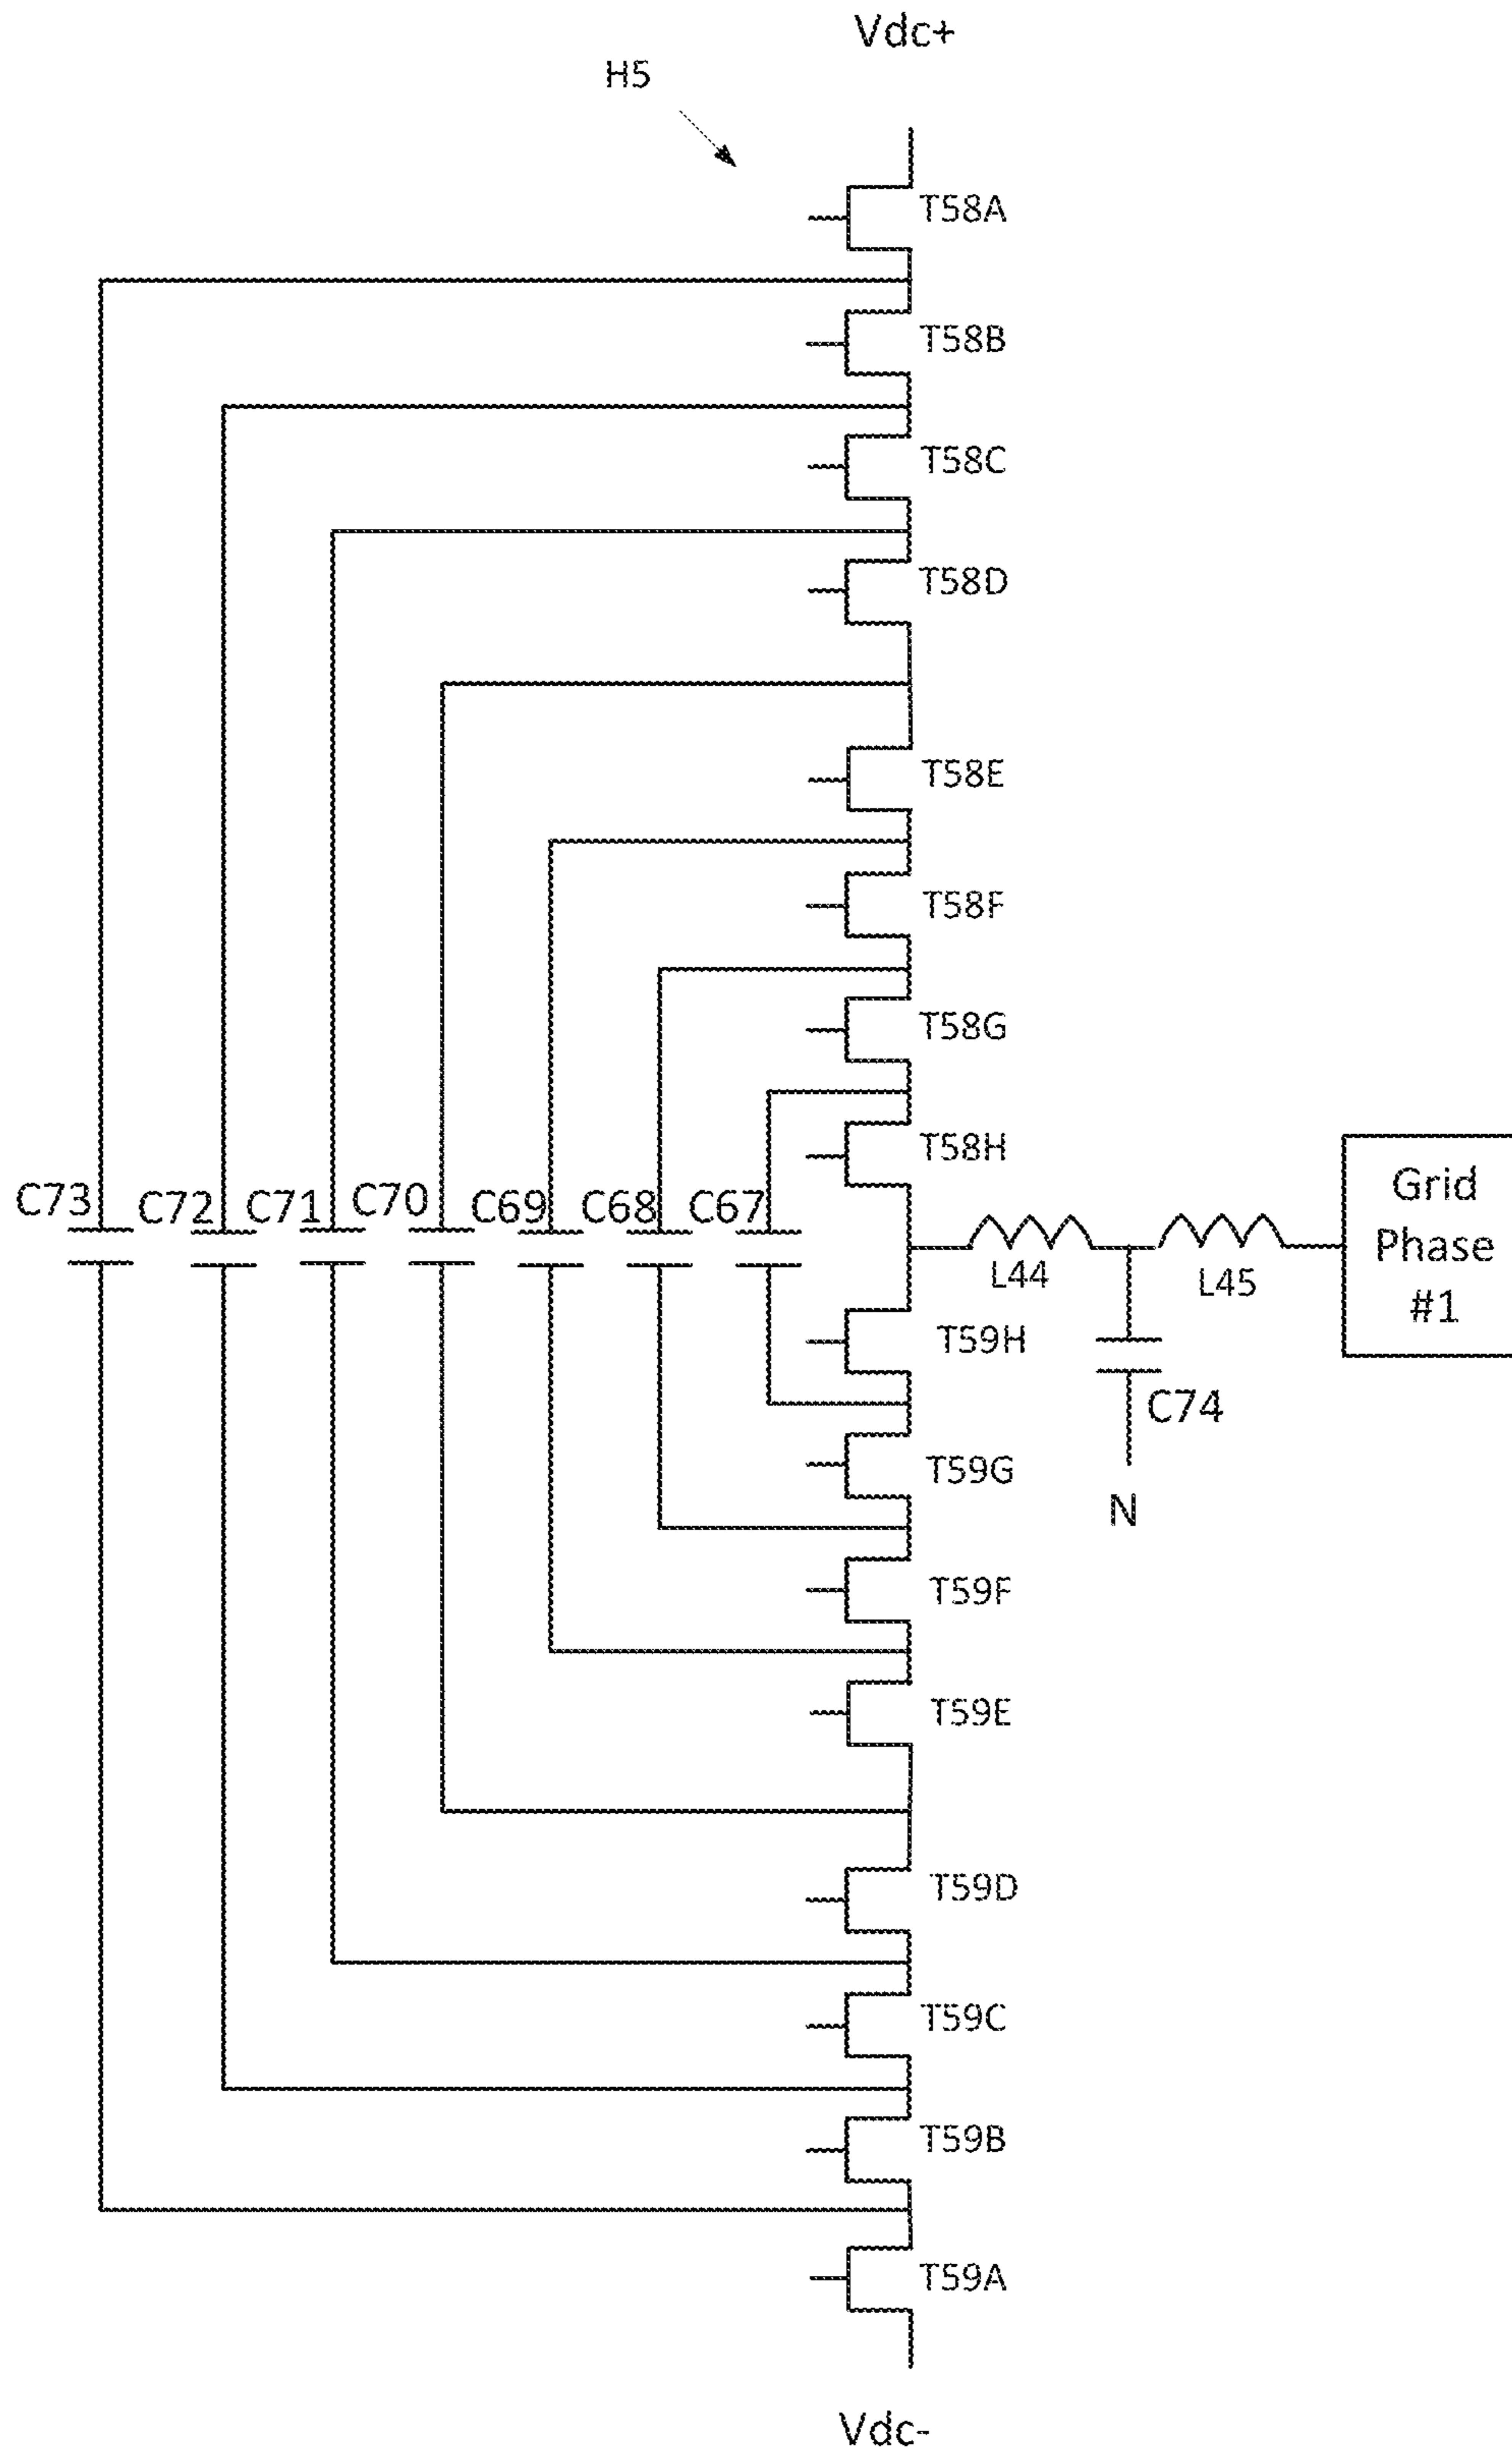 Vdc+
H5
T58A
T58B
T58C
T58D
T58E
T58F
T58G
T58H
C73
C72
C71
C70
C69
C68
C67
L44
L45
Grid
Phase
#1
T59H
C74
T59G
N
T59F
T59E
T59D
T59C
T59B
T59A
Vdc-